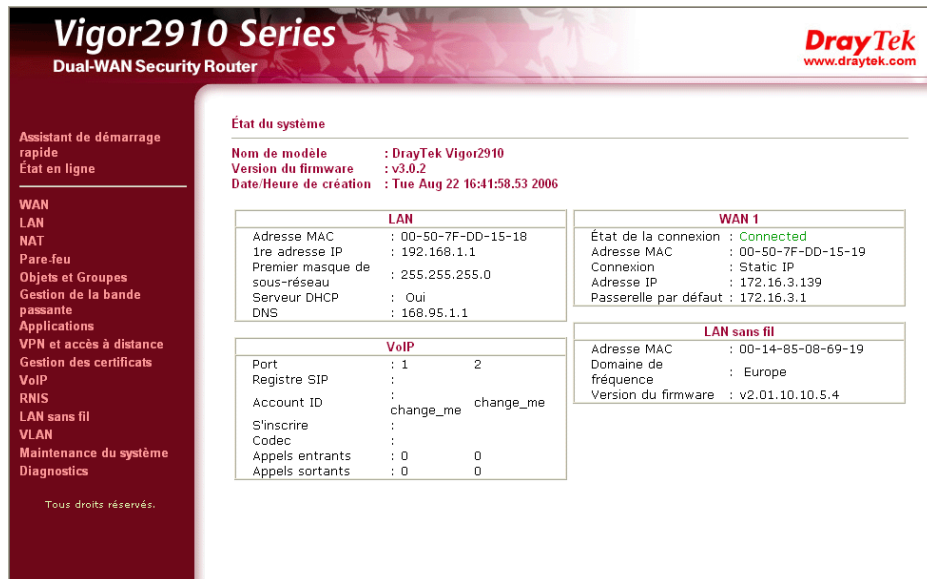 Vigor2910 Series
Dual-WAN Security Router
DrayTek
www.draytek.com
Assistant de démarrage
rapide
État en ligne
WAN
LAN
NAT
Pare-feu
Objets et Groupes
Gestion de la bande
passante
Applications
VPN et accès à distance
Gestion des certificats
VoIP
RNIS
LAN sans fil
VLAN
Maintenance du système
Diagnostics
Tous droits réservés.
État du système
Nom de modèle : DrayTek Vigor2910
Version du firmware : v3.0.2
Date/Heure de création : Tue Aug 22 16:41:58.53 2006
LAN
Adresse MAC : 00-50-7F-DD-15-18
1re adresse IP : 192.168.1.1
Premier masque de
sous-réseau : 255.255.255.0
Serveur DHCP : Oui
DNS : 168.95.1.1
VoIP
Port : 1 2
Registre SIP :
Account ID : change_me change_me
S'inscrire :
Codec :
Appels entrants : 0 0
Appels sortants : 0 0
WAN 1
État de la connexion : Connected
Adresse MAC : 00-50-7F-DD-15-19
Connexion : Static IP
Adresse IP : 172.16.3.139
Passerelle par défaut : 172.16.3.1
LAN sans fil
Adresse MAC : 00-14-85-08-69-19
Domaine de
fréquence : Europe
Version du firmware : v2.01.10.10.5.4